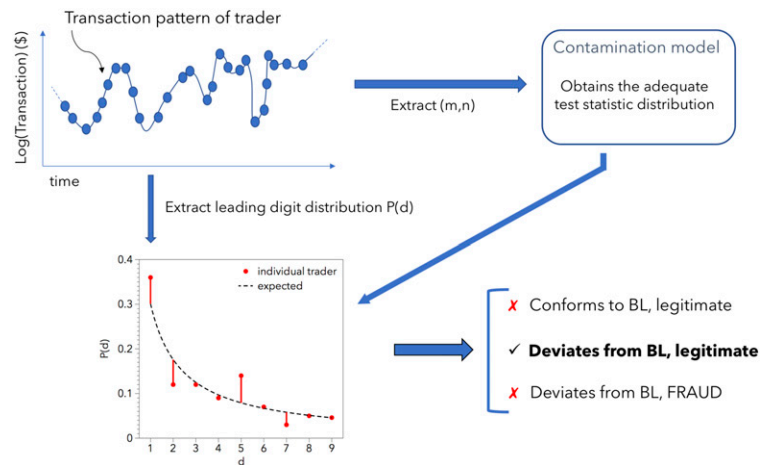 Transaction pattern of trader
Log(Transaction) ($)
time
Extract (m,n)
Contamination model
Obtains the adequate
test statistic distribution
Extract leading digit distribution P(d)
0.4
0.3
0.2
0.1
0
P(d)
individual trader
expected
1 2 3 4 5 6 7 8 9
d
✗ Conforms to BL, legitimate
✓ Deviates from BL, legitimate
✗ Deviates from BL, FRAUD